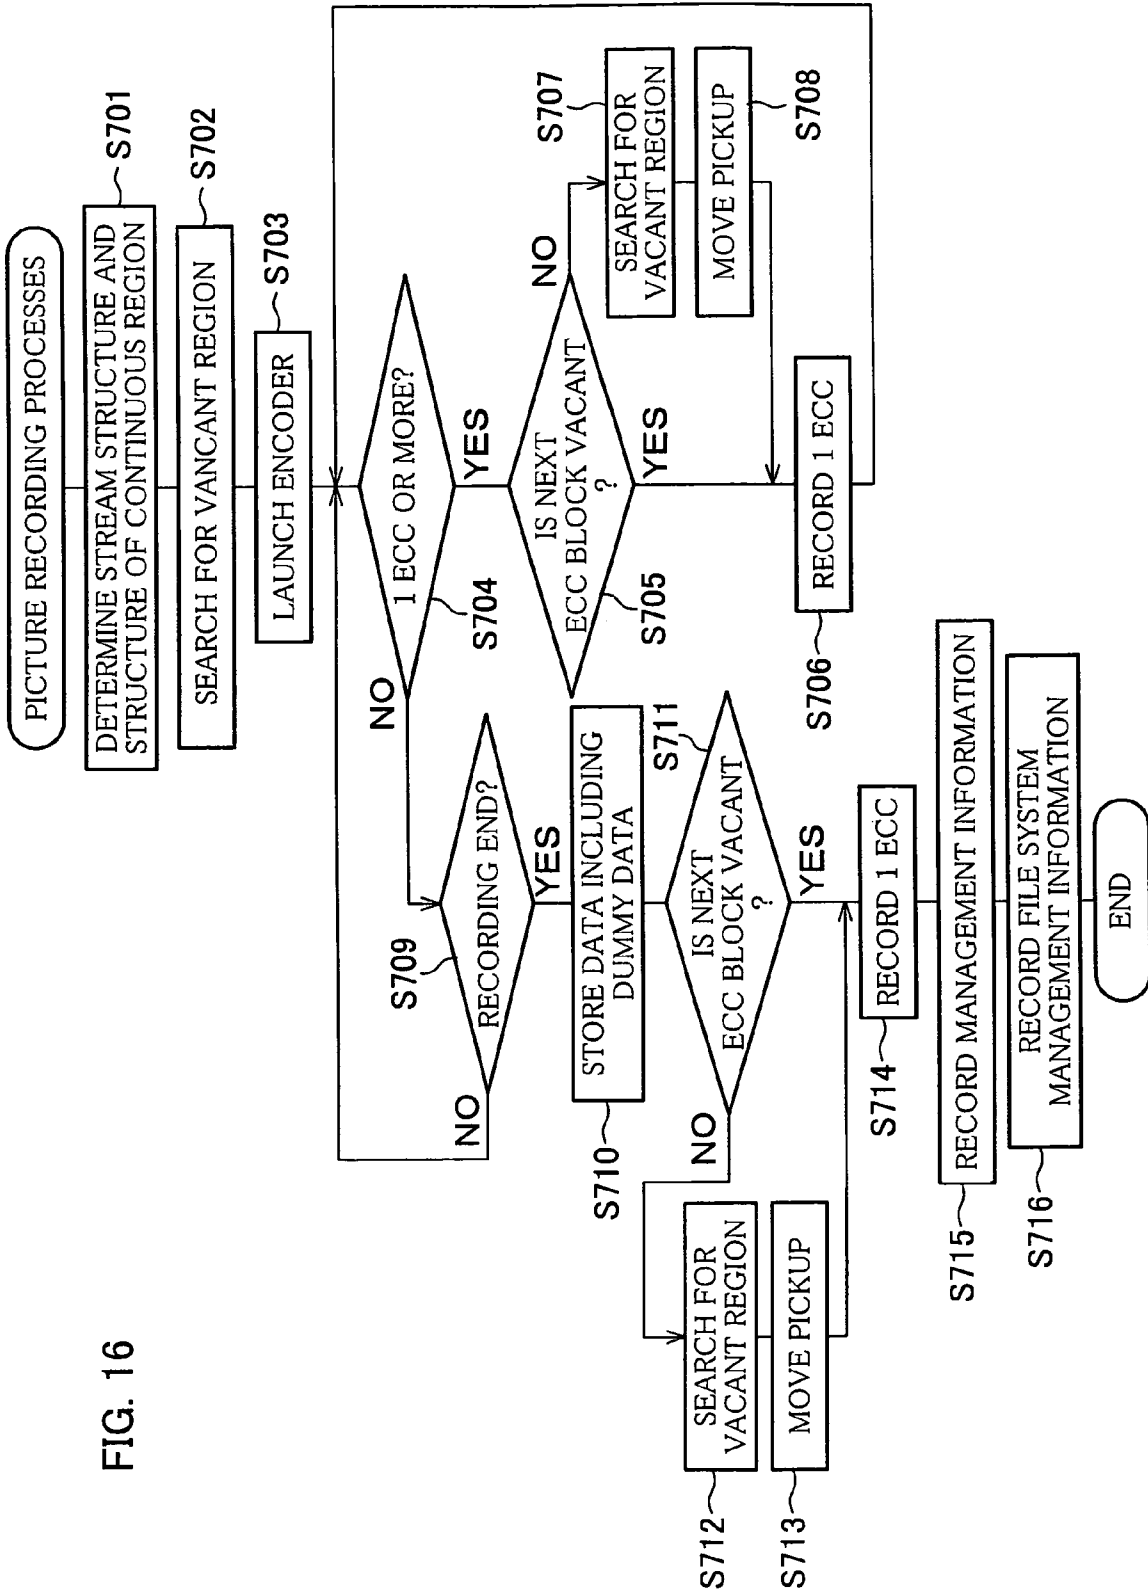 FIG. 16
PICTURE RECORDING PROCESSES
DETERMINE STREAM STRUCTURE AND
STRUCTURE OF CONTINUOUS REGION
S701
SEARCH FOR VANCANT REGION
S702
LAUNCH ENCODER
S703
1 ECC OR MORE?
S704
NO
YES
IS NEXT
ECC BLOCK VACANT
?
S705
NO
YES
SEARCH FOR
VACANT REGION
S707
MOVE PICKUP
S708
RECORD 1 ECC
S706
RECORDING END?
S709
NO
YES
STORE DATA INCLUDING
DUMMY DATA
S710
IS NEXT
ECC BLOCK VACANT
?
S711
NO
YES
SEARCH FOR
VACANT REGION
S712
MOVE PICKUP
S713
RECORD 1 ECC
S714
RECORD MANAGEMENT INFORMATION
S715
RECORD FILE SYSTEM
MANAGEMENT INFORMATION
S716
END